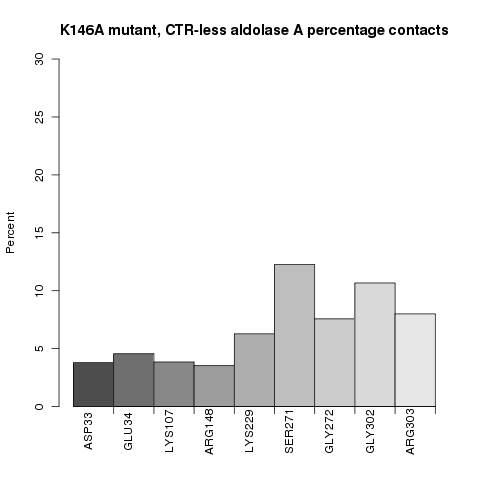 K146A mutant, CTR-less aldolase A percentage contacts
30
25
20
15
10
5
0
Percent
ASP33
GLU34
LYS107
ARG148
LYS229
SER271
GLY272
GLY302
ARG303